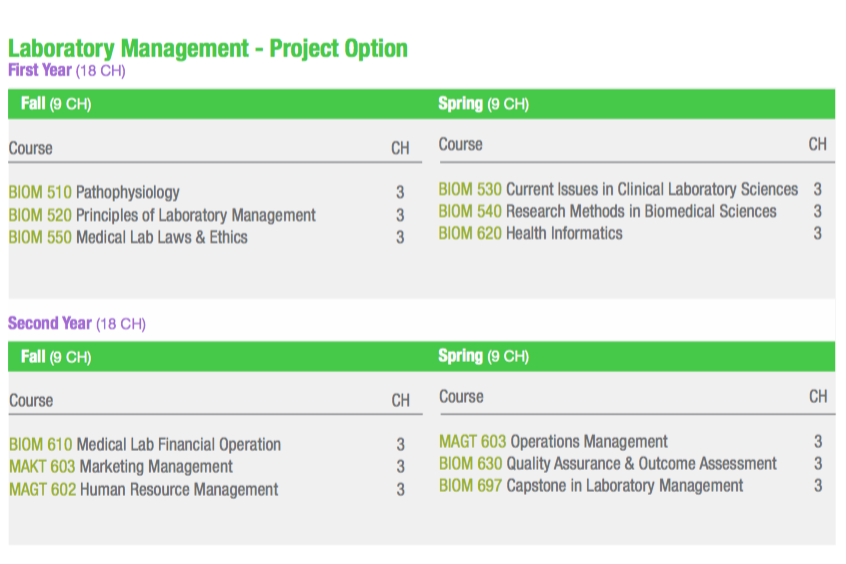 Laboratory Management - Project Option
First Year (18 CH)
Fall (9 CH)
Course CH
BIOM 510 Pathophysiology 3
BIOM 520 Principles of Laboratory Management 3
BIOM 550 Medical Lab Laws & Ethics 3
Spring (9 CH)
Course CH
BIOM 530 Current Issues in Clinical Laboratory Sciences 3
BIOM 540 Research Methods in Biomedical Sciences 3
BIOM 620 Health Informatics 3
Second Year (18 CH)
Fall (9 CH)
Course CH
BIOM 610 Medical Lab Financial Operation 3
MAKT 603 Marketing Management 3
MAGT 602 Human Resource Management 3
Spring (9 CH)
Course CH
MAGT 603 Operations Management 3
BIOM 630 Quality Assurance & Outcome Assessment 3
BIOM 697 Capstone in Laboratory Management 3